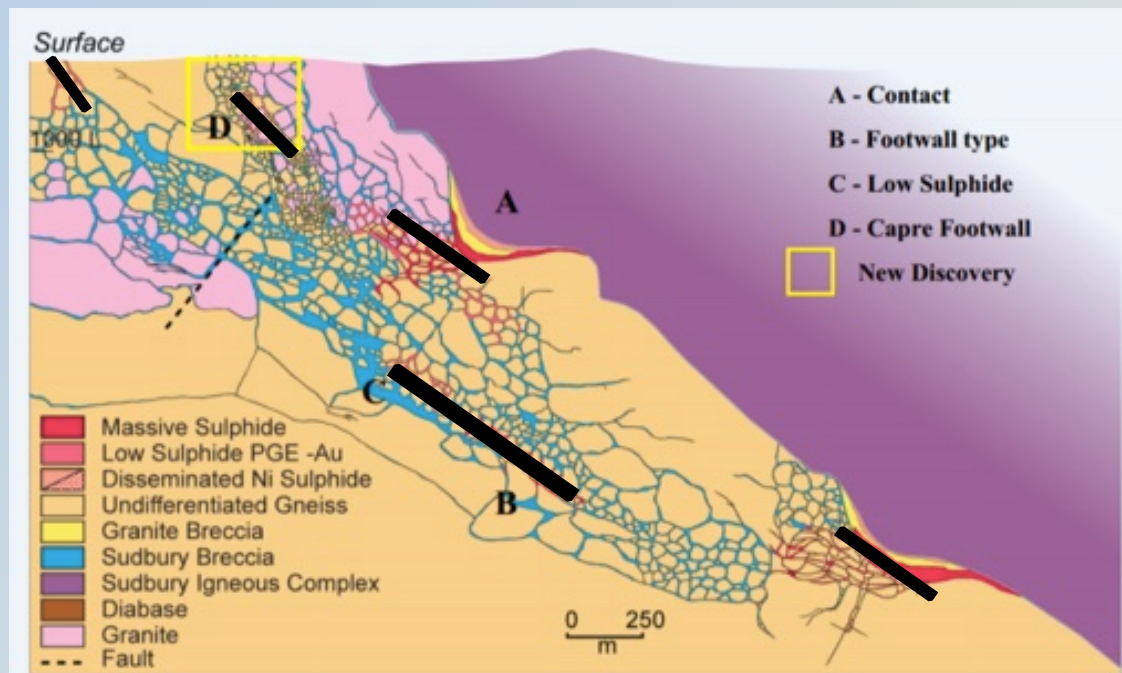 Surface
A - Contact
D
B - Footwall type
C - Low Sulphide
A
D - Capre Footwall
New Discovery
C
Massive Sulphide
Low Sulphide PGE -Au
Disseminated Ni Sulphide
Undifferentiated Gneiss
B
Granite Breccia
Sudbury Breccia
Sudbury Igneous Complex
Diabase
0 250
m
Granite
Fault